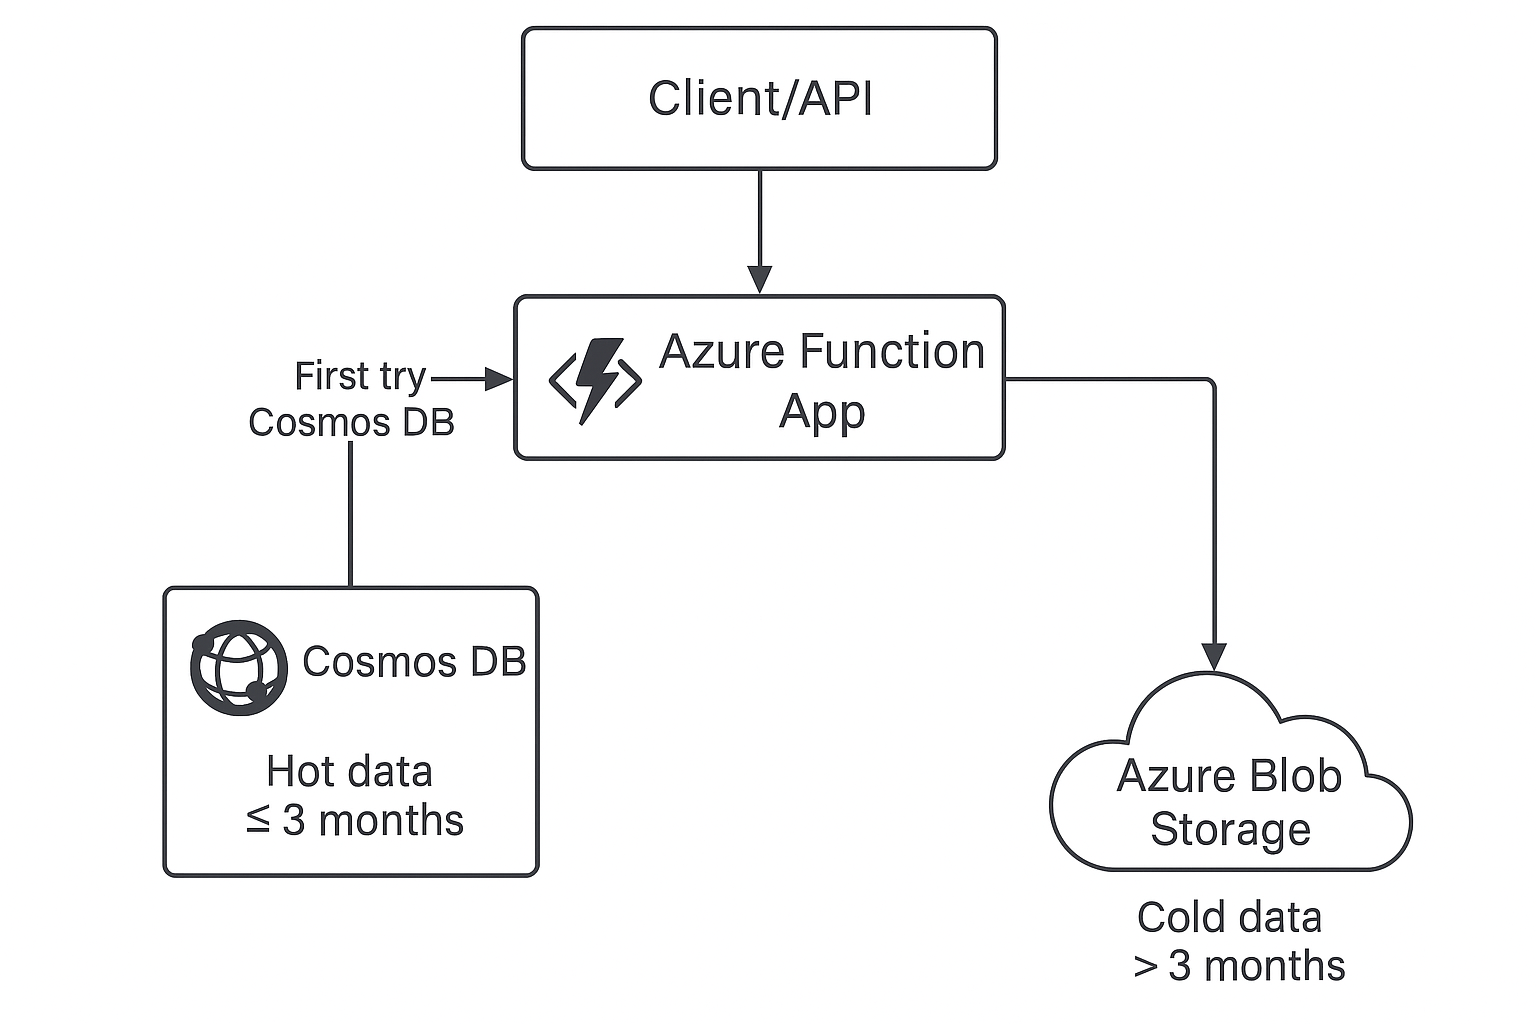 Client/API
Azure Function
App
First try
Cosmos DB
Cosmos DB
Hot data
≤ 3 months
Azure Blob
Storage
Cold data
> 3 months